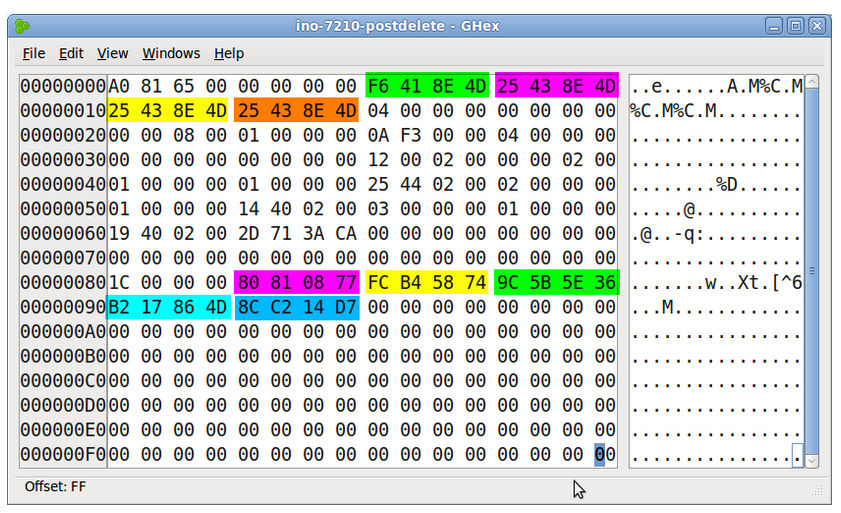 ino-7210-postdelete - GHex
File Edit View Windows Help
00000000 A0 81 65 00 00 00 00 00 F6 41 8E 4D 25 43 8E 4D ..e......A.M%C.M
00000010 25 43 8E 4D 25 43 8E 4D 04 00 00 00 00 00 00 00 %C.M%C.M........
00000020 00 00 08 00 01 00 00 00 0A F3 00 00 04 00 00 00 ................
00000030 00 00 00 00 00 00 00 00 12 00 02 00 00 00 02 00 ................
00000040 01 00 00 00 01 00 00 00 25 44 02 00 02 00 00 00 ........%D......
00000050 01 00 00 00 14 40 02 00 03 00 00 00 01 00 00 00 .....@..........
00000060 19 40 02 00 2D 71 3A CA 00 00 00 00 00 00 00 00 .@..-q:.........
00000070 00 00 00 00 00 00 00 00 00 00 00 00 00 00 00 00 ................
00000080 1C 00 00 00 80 81 08 77 FC B4 58 74 9C 5B 5E 36 .......w..Xt.[^6
00000090 B2 17 86 4D 8C C2 14 D7 00 00 00 00 00 00 00 00 ...M............
000000A0 00 00 00 00 00 00 00 00 00 00 00 00 00 00 00 00 ................
000000B0 00 00 00 00 00 00 00 00 00 00 00 00 00 00 00 00 ................
000000C0 00 00 00 00 00 00 00 00 00 00 00 00 00 00 00 00 ................
000000D0 00 00 00 00 00 00 00 00 00 00 00 00 00 00 00 00 ................
000000E0 00 00 00 00 00 00 00 00 00 00 00 00 00 00 00 00 ................
000000F0 00 00 00 00 00 00 00 00 00 00 00 00 00 00 00 00 ................
Offset: FF